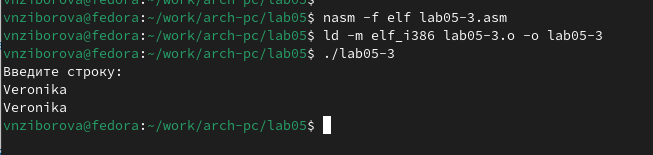 vnziborova@fedora:~/work/arch-pc/lab05$ nasm -f elf lab05-3.asm
vnziborova@fedora:~/work/arch-pc/lab05$ ld -m elf_i386 lab05-3.o -o lab05-3
vnziborova@fedora:~/work/arch-pc/lab05$ ./lab05-3
Введите строку:
Veronika
Veronika
vnziborova@fedora:~/work/arch-pc/lab05$